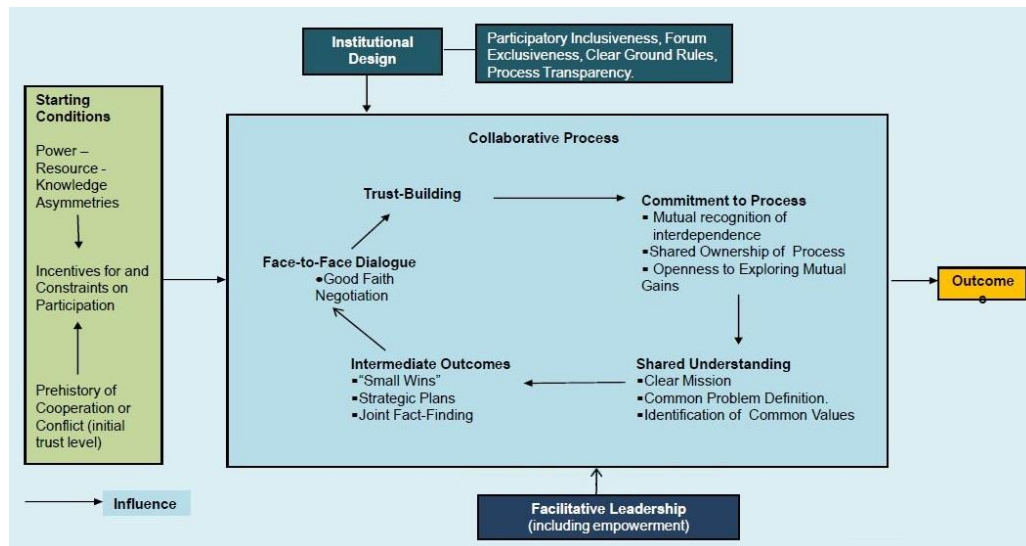 Institutional
Design
Participatory Inclusiveness, Forum
Exclusiveness, Clear Ground Rules,
Process Transparency.
Starting
Conditions
Power –
Resource -
Knowledge
Asymmetries
Incentives for and
Constraints on
Participation
Prehistory of
Cooperation or
Conflict (initial
trust level)
Collaborative Process
Trust-Building
Commitment to Process
▪ Mutual recognition of
interdependence
▪Shared Ownership of Process
▪ Openness to Exploring Mutual
Gains
Face-to-Face Dialogue
●Good Faith
Negotiation
Intermediate Outcomes
▪“Small Wins”
▪Strategic Plans
▪Joint Fact-Finding
Shared Understanding
▪Clear Mission
▪Common Problem Definition.
▪Identification of Common Values
Outcome
s
Influence
Facilitative Leadership
(including empowerment)